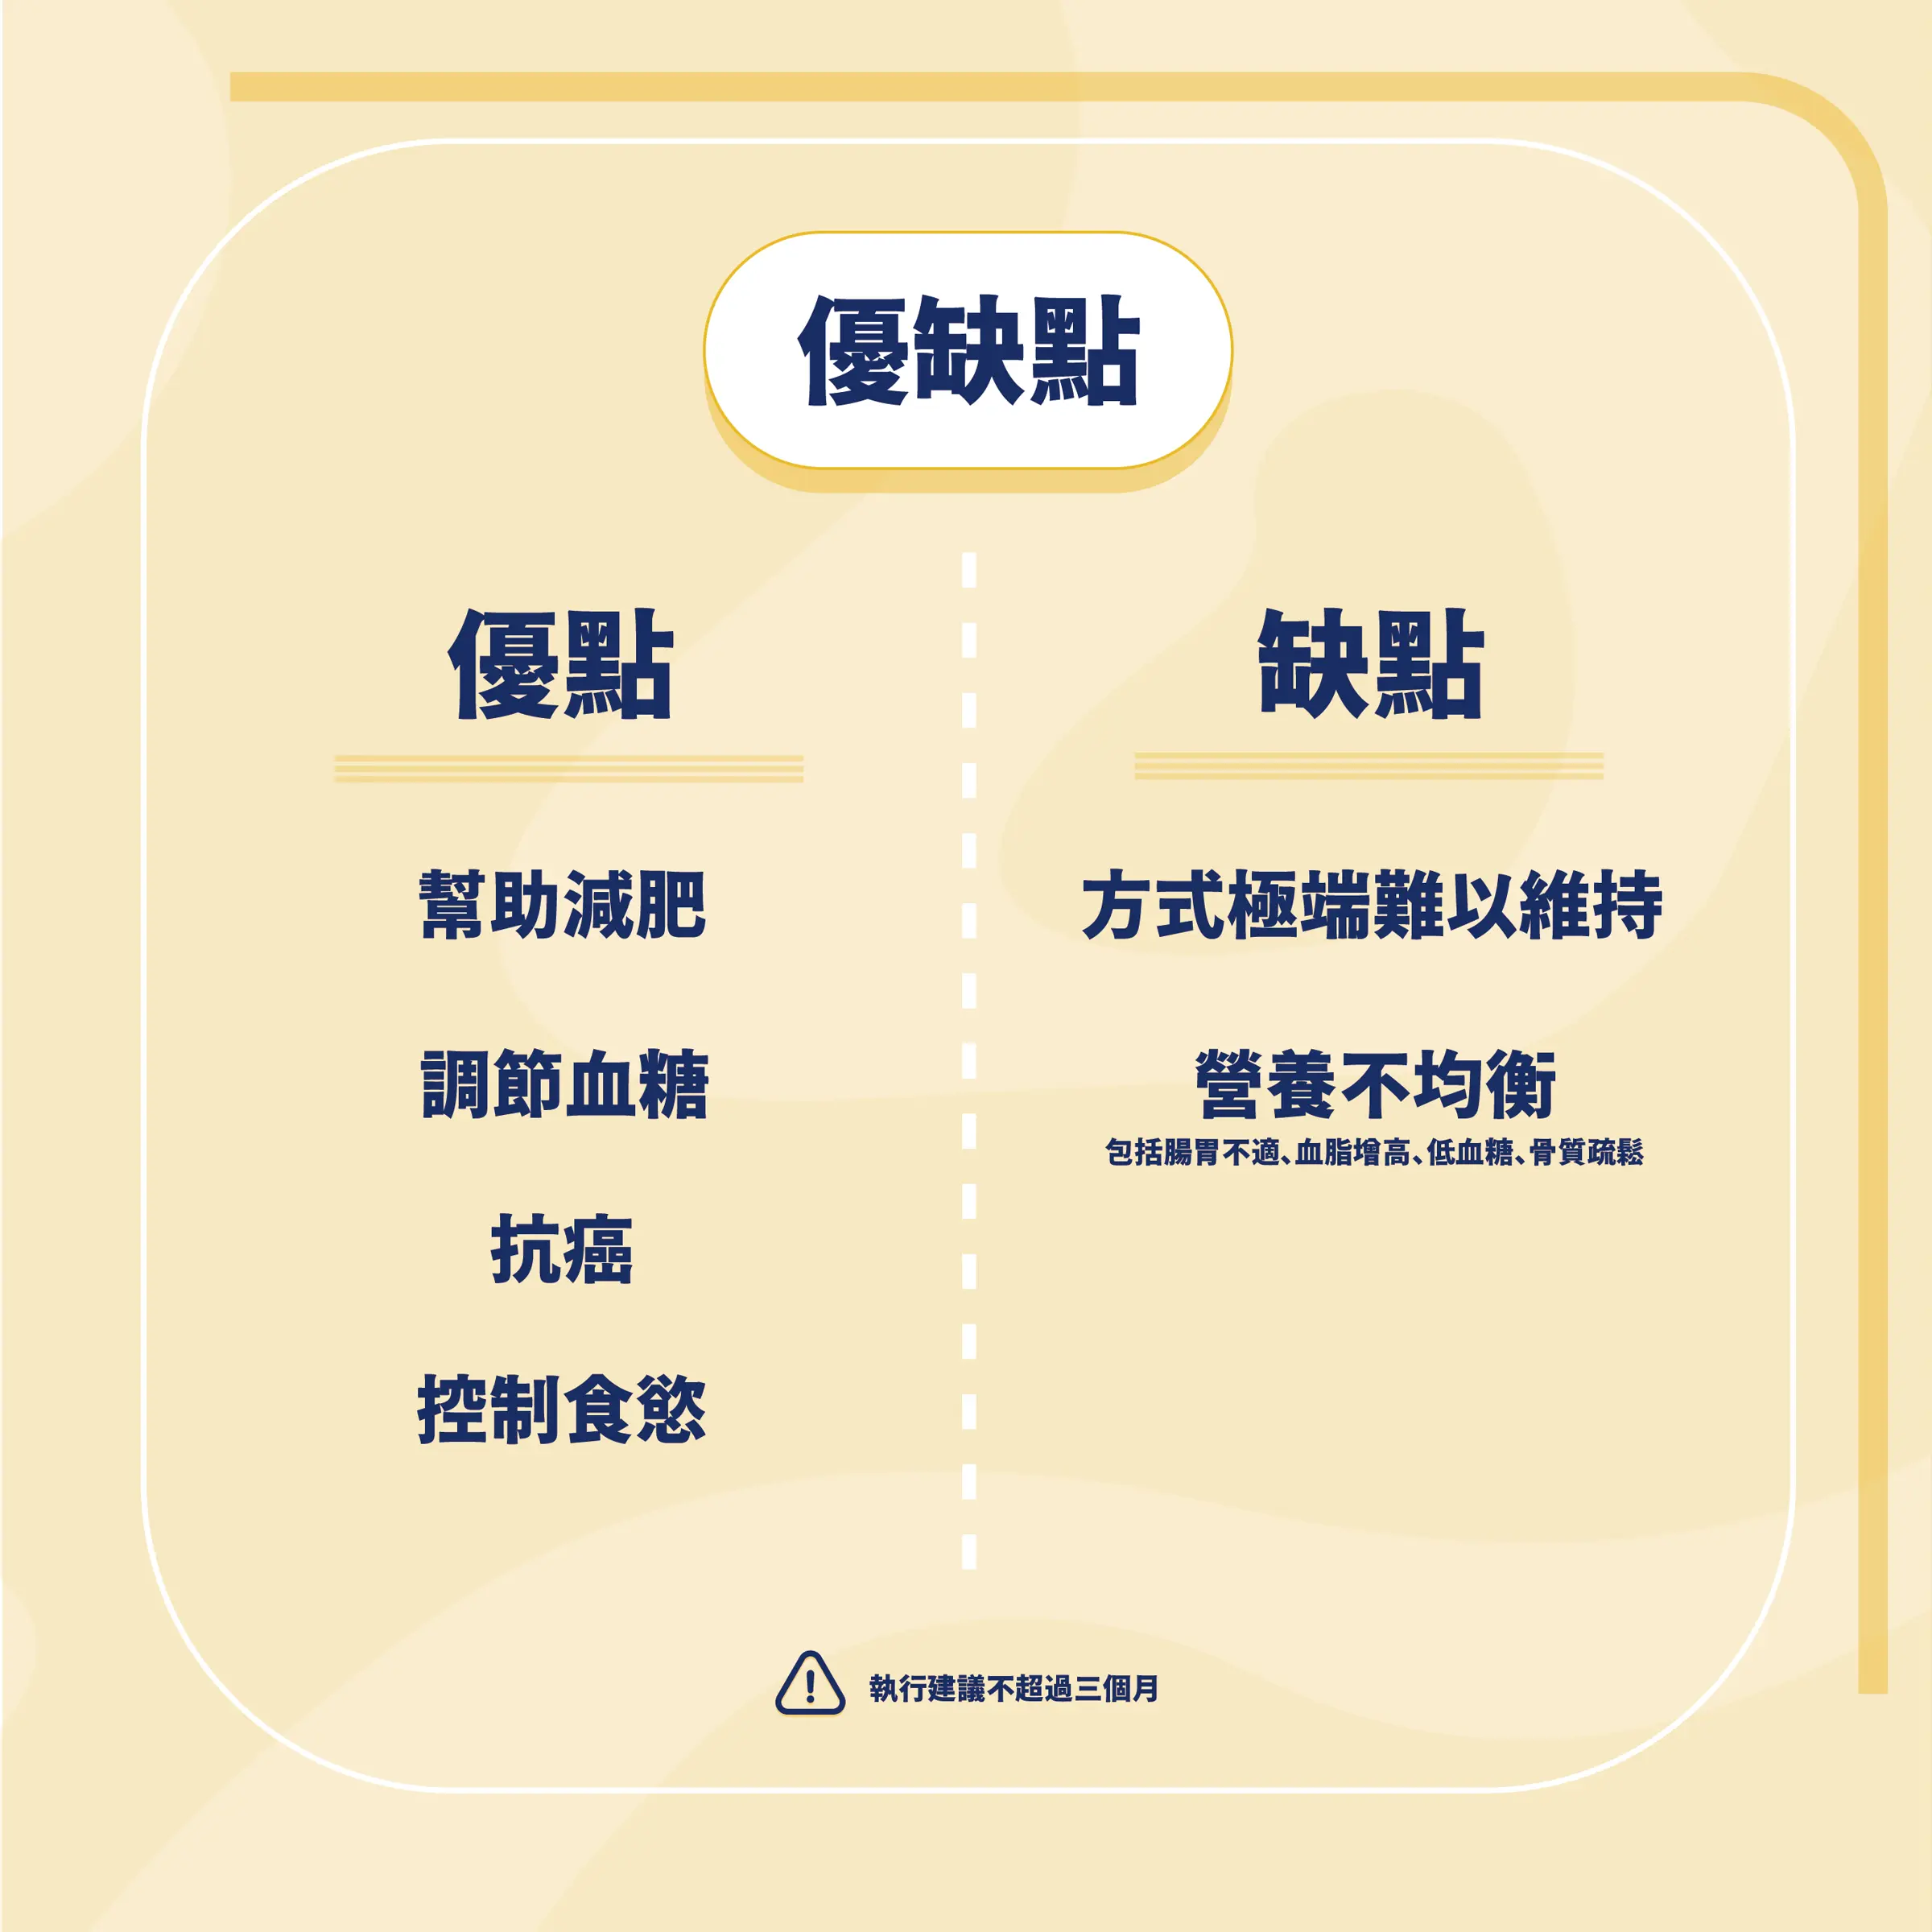 優缺點
優點
幫助減肥
調節血糖
抗癌
控制食慾
缺點
方式極端難以維持
營養不均衡
包括腸胃不適、血脂增高、低血糖、骨質疏鬆
執行建議不超過三個月